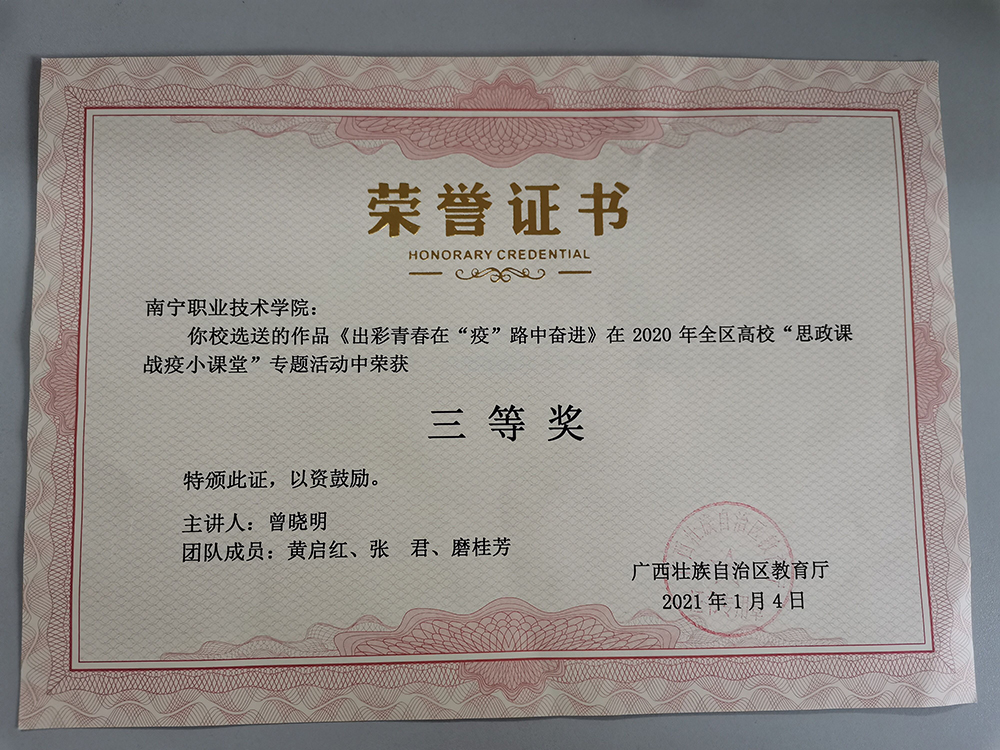 荣誉证书
HONORARY CREDENTIAL
南宁职业技术学院：
你校选送的作品《出彩青春在“疫”路中奋进》在 2020 年全区高校“思政课
战疫小课堂”专题活动中荣获
三等奖
特颁此证，以资鼓励。
主讲人：曾晓明
团队成员：黄启红、张　君、磨桂芳
广西壮族自治区教育厅
2021 年 1 月 4 日